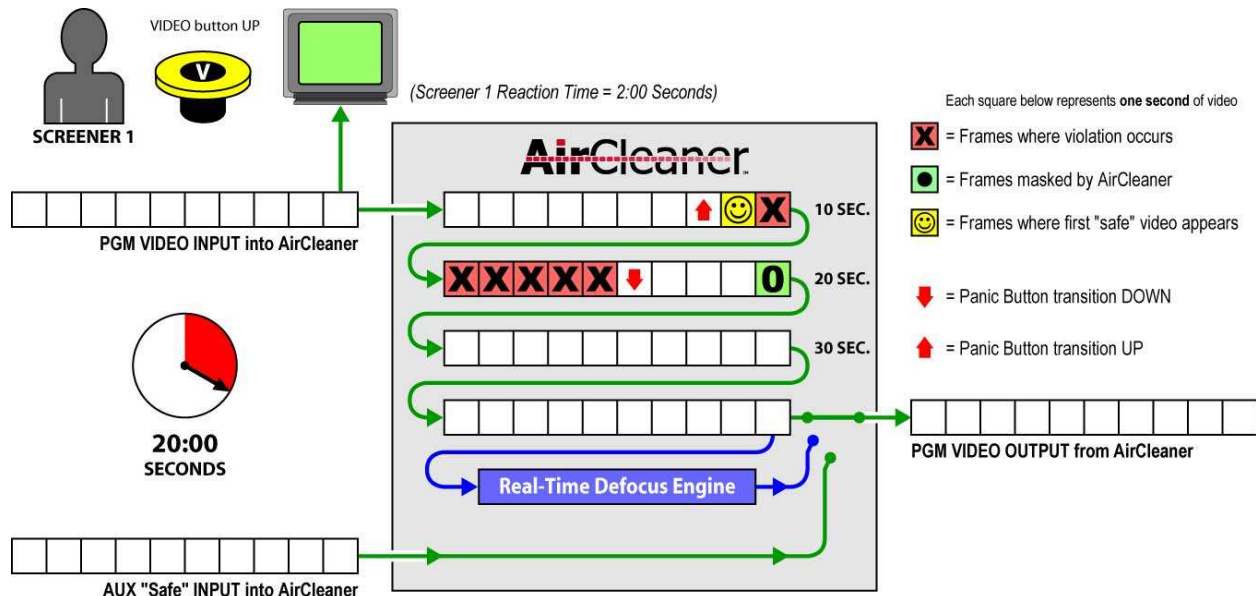 VIDEO button UP
V
SCREENER 1
(Screener 1 Reaction Time = 2:00 Seconds)
Each square below represents one second of video
X = Frames where violation occurs
= Frames masked by AirCleaner
= Frames where first "safe" video appears
= Panic Button transition DOWN
= Panic Button transition UP
AirCleaner™
X 10 SEC.
PGM VIDEO INPUT into AirCleaner
X X X X X 0 20 SEC.
30 SEC.
20:00
SECONDS
PGM VIDEO OUTPUT from AirCleaner
Real-Time Defocus Engine
AUX "Safe" INPUT into AirCleaner